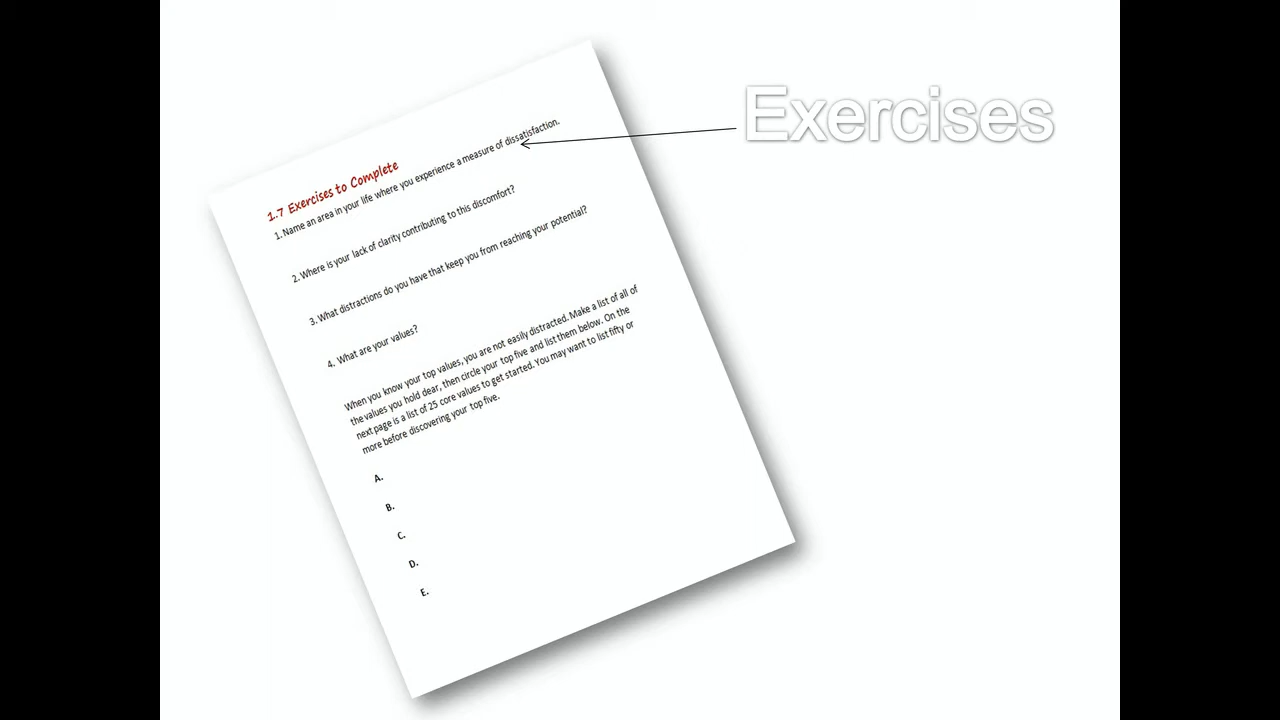 Exercises
1.7 Exercises to Complete
1. Name an area in your life where you experience a measure of dissatisfaction.
2. Where is your lack of clarity contributing to this discomfort?
3. What distractions do you have that keep you from reaching your potential?
4. What are your values?
When you know your top values, you are not easily distracted. Make a list of all of
the values you hold dear, then circle your top five and list them below. On the
next page is a list of 25 core values to get started. You may want to list fifty or
more before discovering your top five.
A.
B.
C.
D.
E.